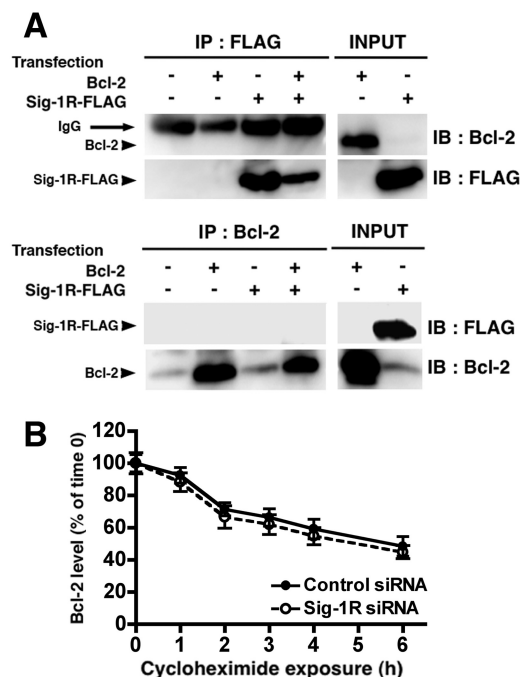 A
IP : FLAG INPUT
Transfection
Bcl-2 - + - + + -
Sig-1R-FLAG - - + + - +
IgG
Bcl-2
IB : Bcl-2
Sig-1R-FLAG IB : FLAG
IP : Bcl-2 INPUT
Transfection
Bcl-2 - + - + + -
Sig-1R-FLAG - - + + - +
Sig-1R-FLAG IB : FLAG
Bcl-2 IB : Bcl-2
B
Bcl-2 level (% of time 0)
120
100
80
60
40
20
0
Control siRNA
Sig-1R siRNA
0 1 2 3 4 5 6
Cycloheximide exposure (h)